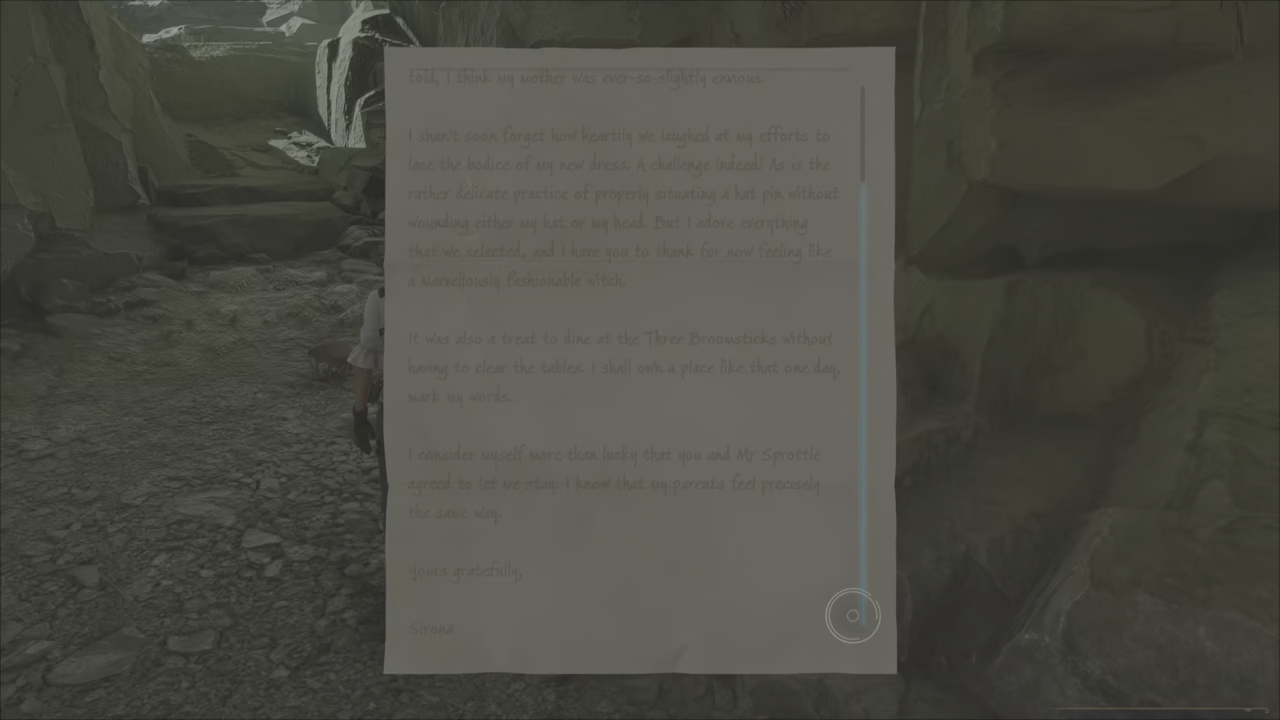 told, I think my mother was ever-so-slightly envious.
I shan't soon forget how heartily we laughed at my efforts to
lace the bodice of my new dress. A challenge indeed! As is the
rather delicate practice of properly situating a hat pin without
wounding either my hat or my head. But I adore everything
that we selected, and I have you to thank for now feeling like
a marvellously fashionable witch.
It was also a treat to dine at the Three Broomsticks without
having to clear the tables. I shall own a place like that one day,
mark my words.
I consider myself more than lucky that you and Mr Sprottle
agreed to let me stay. I know that my parents feel precisely
the same way.
Yours gratefully,
Sirona